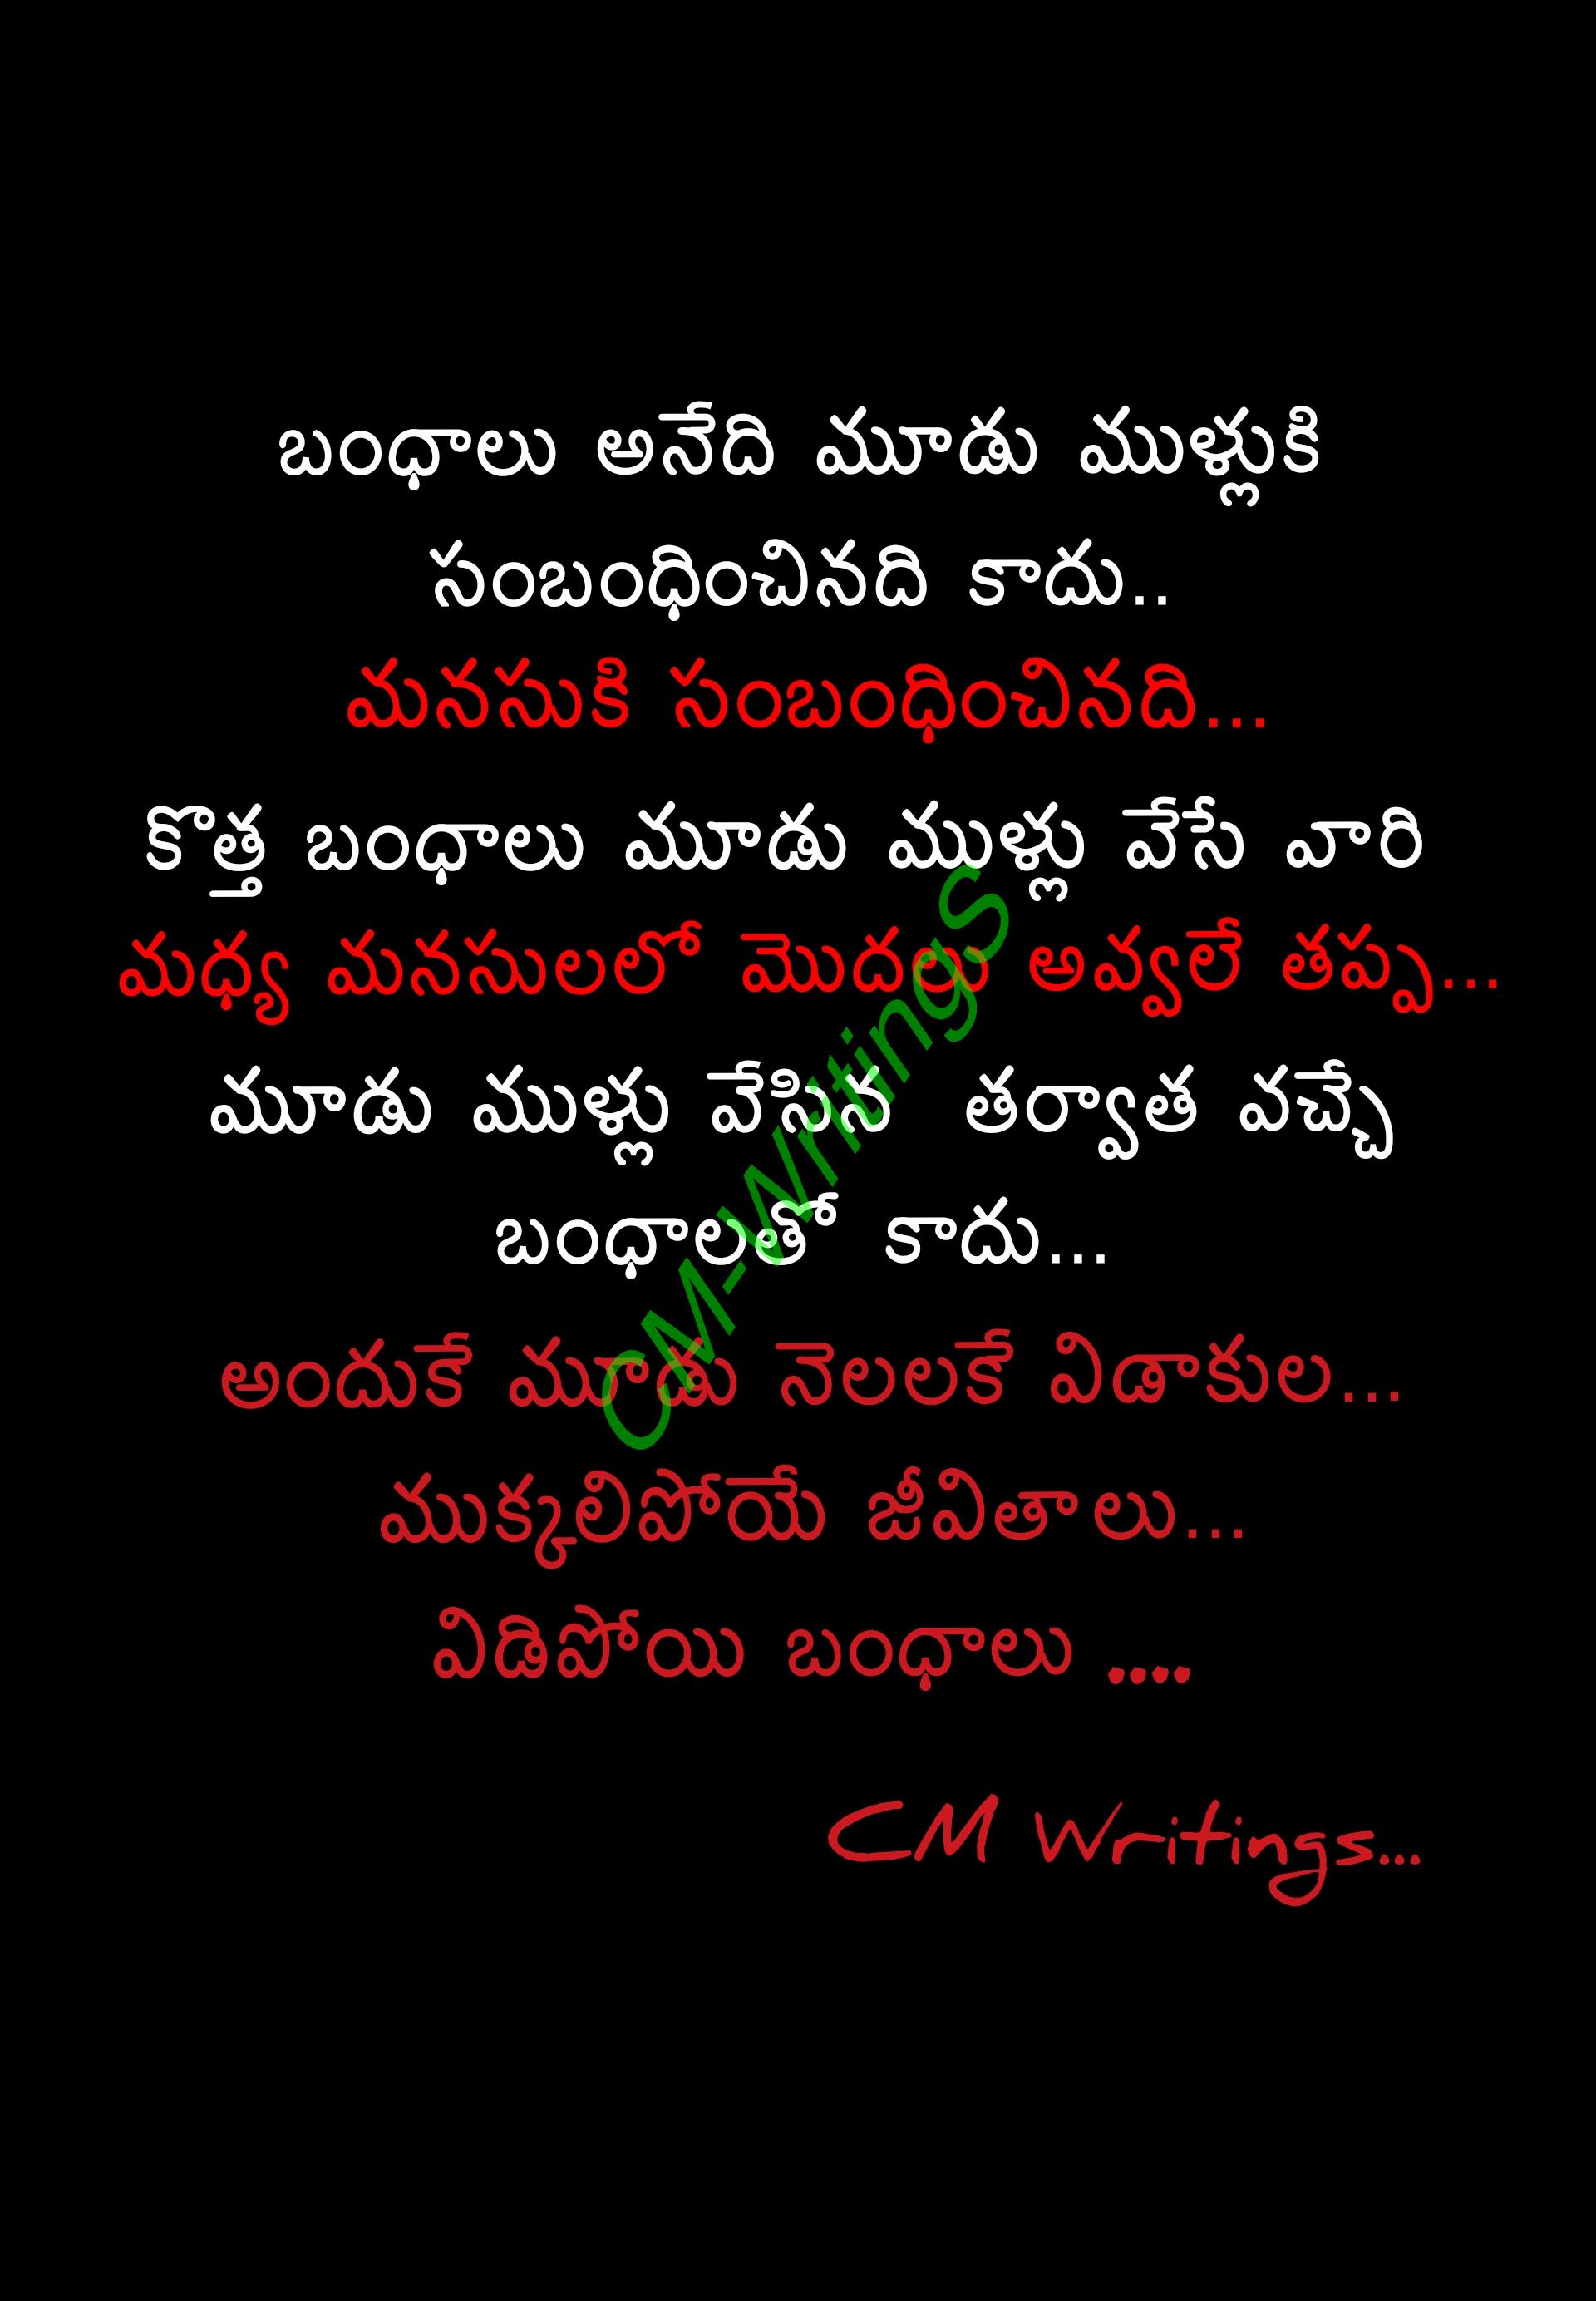 బంధాలు అనేది మూడు ముళ్లుకి
సంబంధించినది కాదు..
మనసుకి సంబంధించినది...
కొత్త బంధాలు మూడు ముళ్లు వేసే వారి
మధ్య మనసులలో మొదలు అవ్వలే తప్ప...
మూడు ముళ్లు వేసిన తర్వాత వచ్చే
బంధాలతో కాదు...
అందుకే మూడు నెలలకే విడాకుల...
ముక్కలిపోయే జీవితాలు...
విడిపోయి బంధాలు ....
CM Writings...
CM-Writings